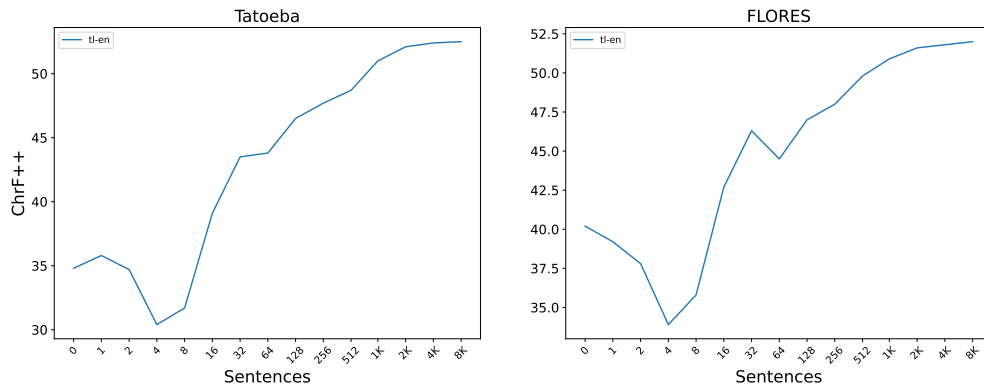 Tatoeba
tl-en
ChrF++
50
45
40
35
30
0 1 2 4 8 16 32 64 128 256 512 1K 2K 4K 8K
Sentences
FLORES
tl-en
52.5
50.0
47.5
45.0
42.5
40.0
37.5
35.0
0 1 2 4 8 16 32 64 128 256 512 1K 2K 4K 8K
Sentences